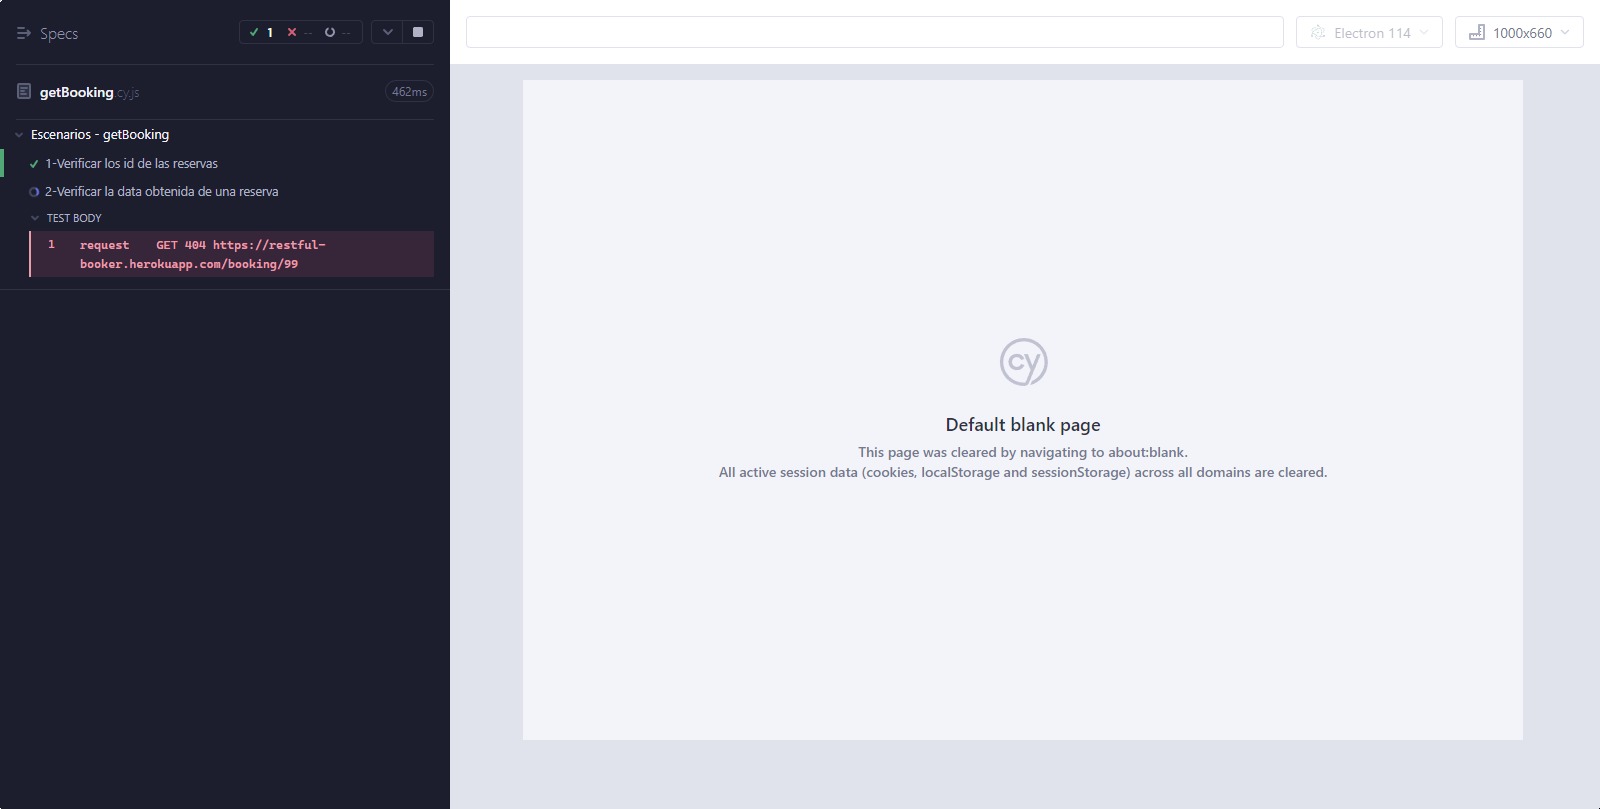 Specs
1 -- --
getBooking.cy.js
462ms
Escenarios - getBooking
1-Verificar los id de las reservas
2-Verificar la data obtenida de una reserva
TEST BODY
1 request GET 404 https://restful-
booker.herokuapp.com/booking/99
Electron 114
1000x660
cy
Default blank page
This page was cleared by navigating to about:blank.
All active session data (cookies, localStorage and sessionStorage) across all domains are cleared.